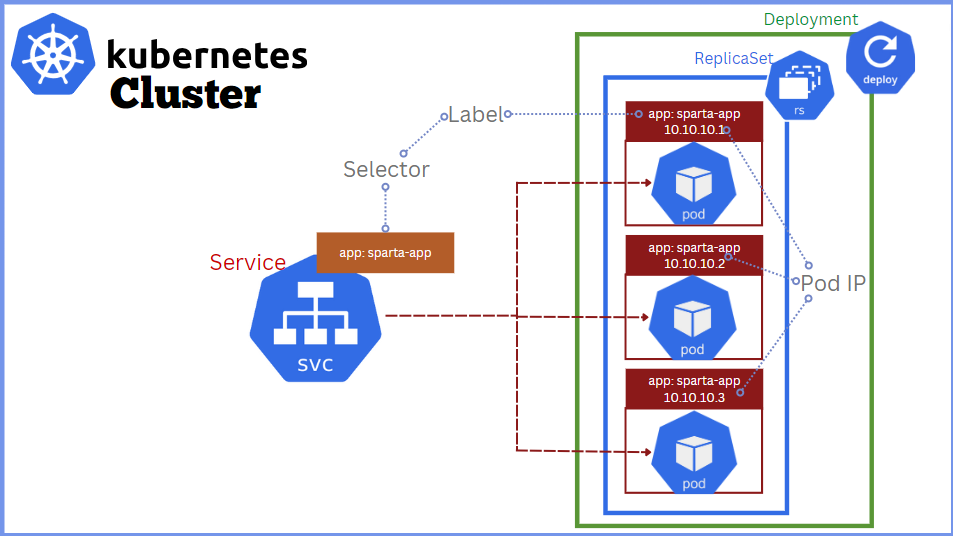 kubernetes
Cluster
Deployment
ReplicaSet
deploy
rs
Label
app: sparta-app
10.10.10.1
Selector
pod
app: sparta-app
Service
svc
app: sparta-app
10.10.10.2
Pod IP
pod
app: sparta-app
10.10.10.3
pod